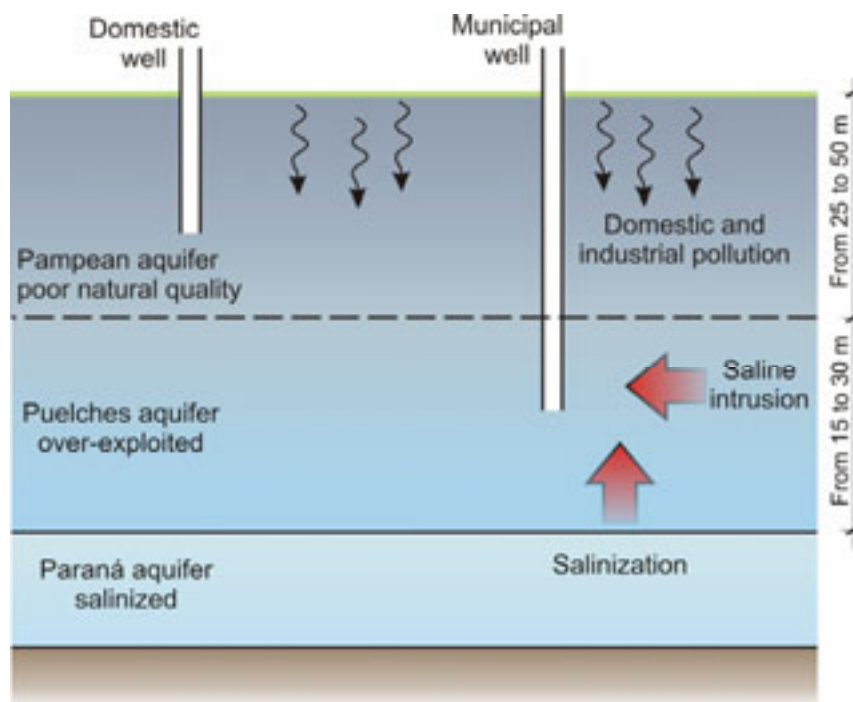 Domestic
well
Municipal
well
From 25 to 50 m
Domestic and
industrial pollution
Pampean aquifer
poor natural quality
Puelches aquifer
over-exploited
Saline
intrusion
From 15 to 30 m
Paraná aquifer
salinized
Salinization